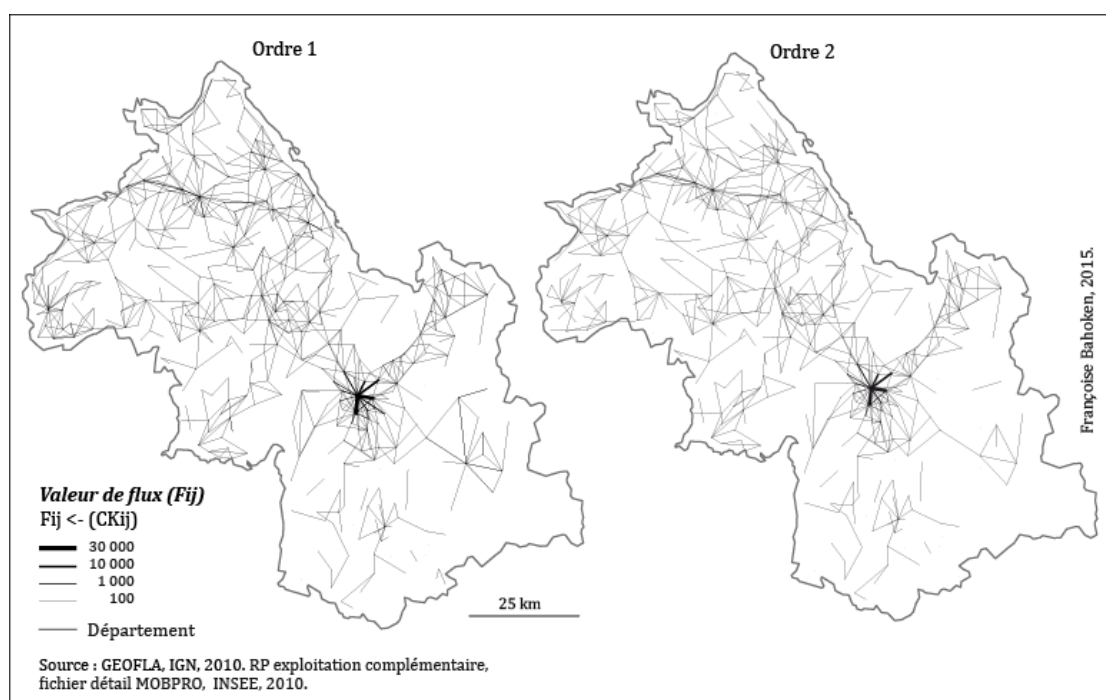 Ordre 1
Ordre 2
Françoise Bahoken, 2015.
Valeur de flux (Fij)
Fij <- (CKij)
30 000
10 000
1 000
100
Département
25 km
Source : GEOFLA, IGN, 2010. RP exploitation complémentaire,
fichier détail MOBPRO, INSEE, 2010.